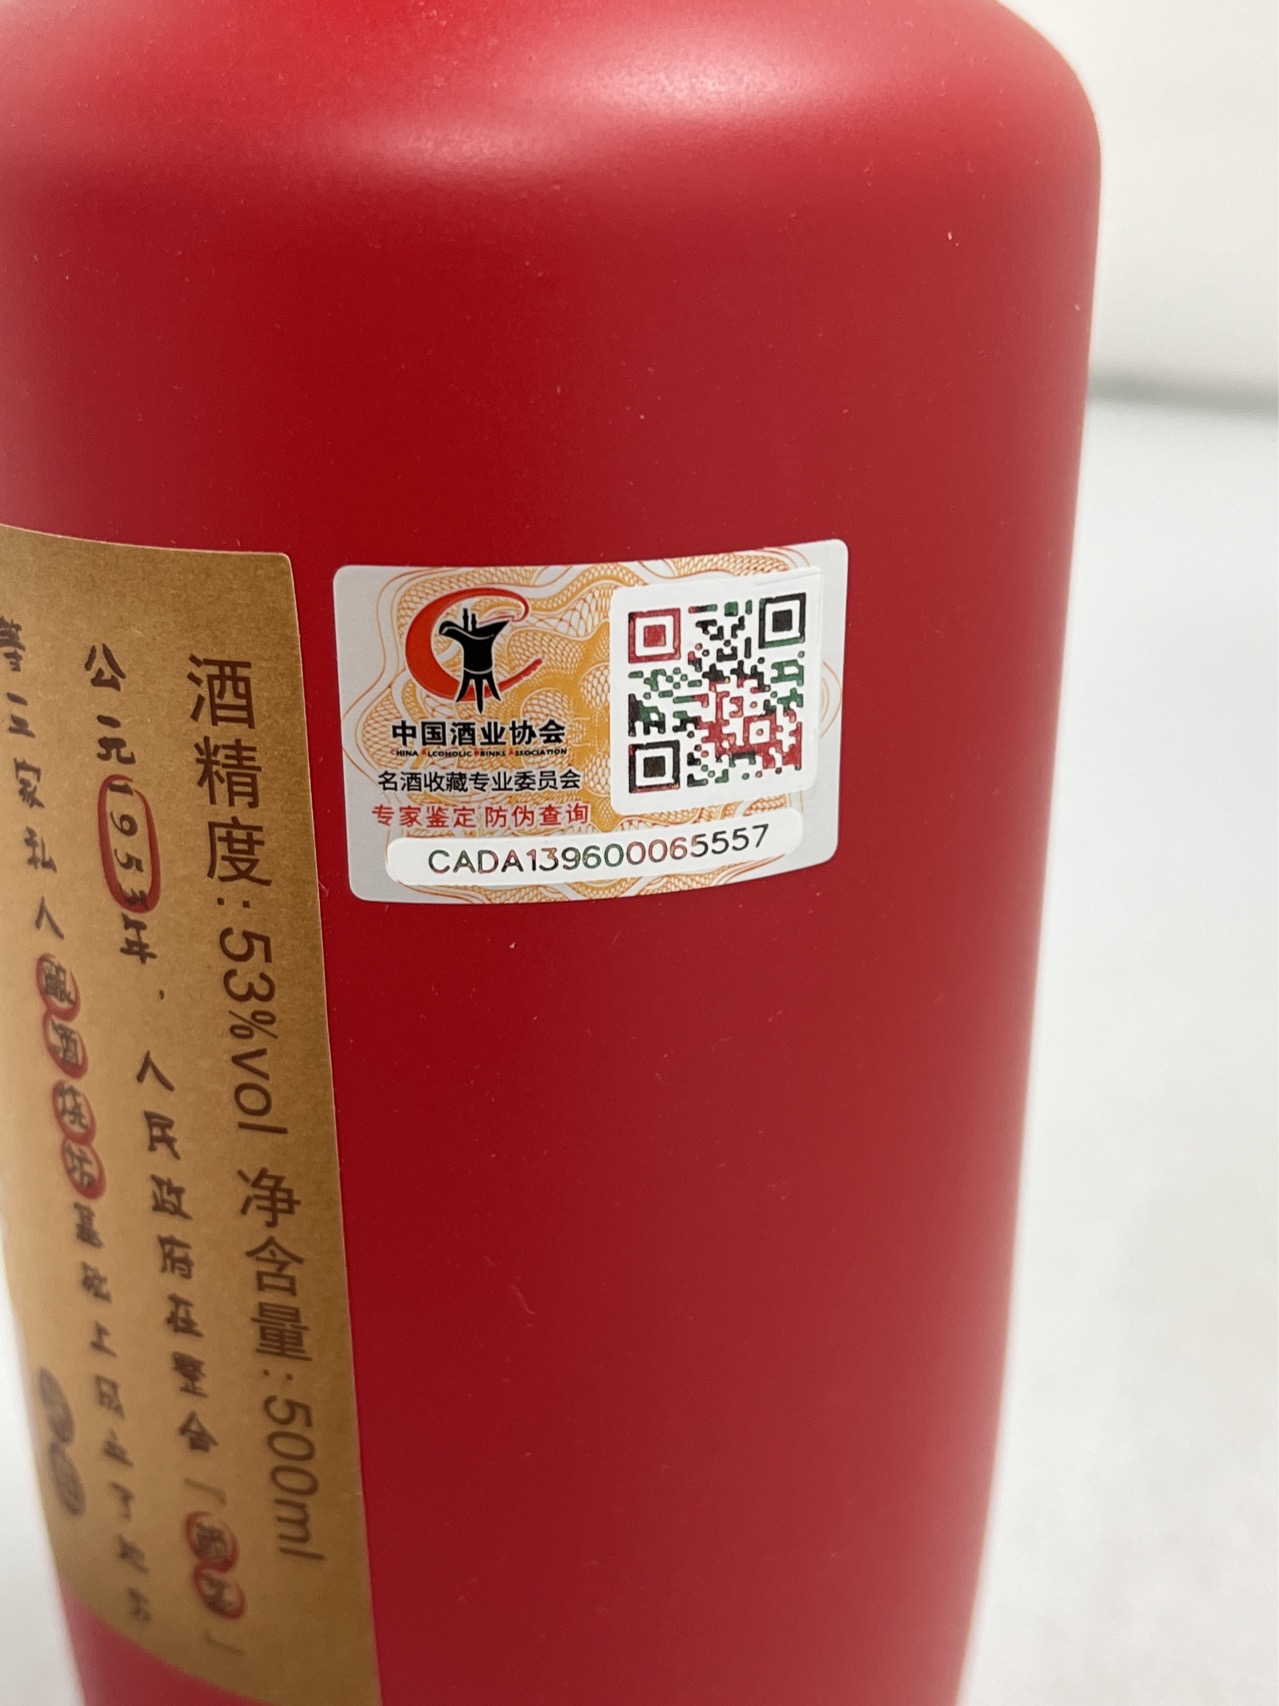 酒精度:53%vol 净含量:500ml
公元1953年,人民政府在整合「
等三家私人酿酒烧坊基础上成立了地方
中国酒业协会
CHINA ALCOHOLIC DRINKS ASSOCIATION
名酒收藏专业委员会
专家鉴定 防伪查询
CADA139600065557